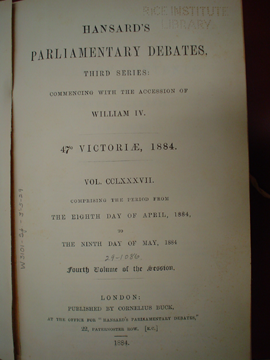 RICE INSTITUTE
LIBRARY
HANSARD'S
PARLIAMENTARY DEBATES,
THIRD SERIES:
COMMENCING WITH THE ACCESSION OF
WILLIAM IV.
47° VICTORIÆ, 1884.
VOL. CCLXXXVII.
COMPRISING THE PERIOD FROM
THE EIGHTH DAY OF APRIL, 1884,
TO
THE NINTH DAY OF MAY, 1884
Fourth Volume of the Session.
LONDON:
PUBLISHED BY CORNELIUS BUCK,
AT THE OFFICE FOR "HANSARD'S PARLIAMENTARY DEBATES,"
22, PATERNOSTER ROW. [E.C.]
1884.